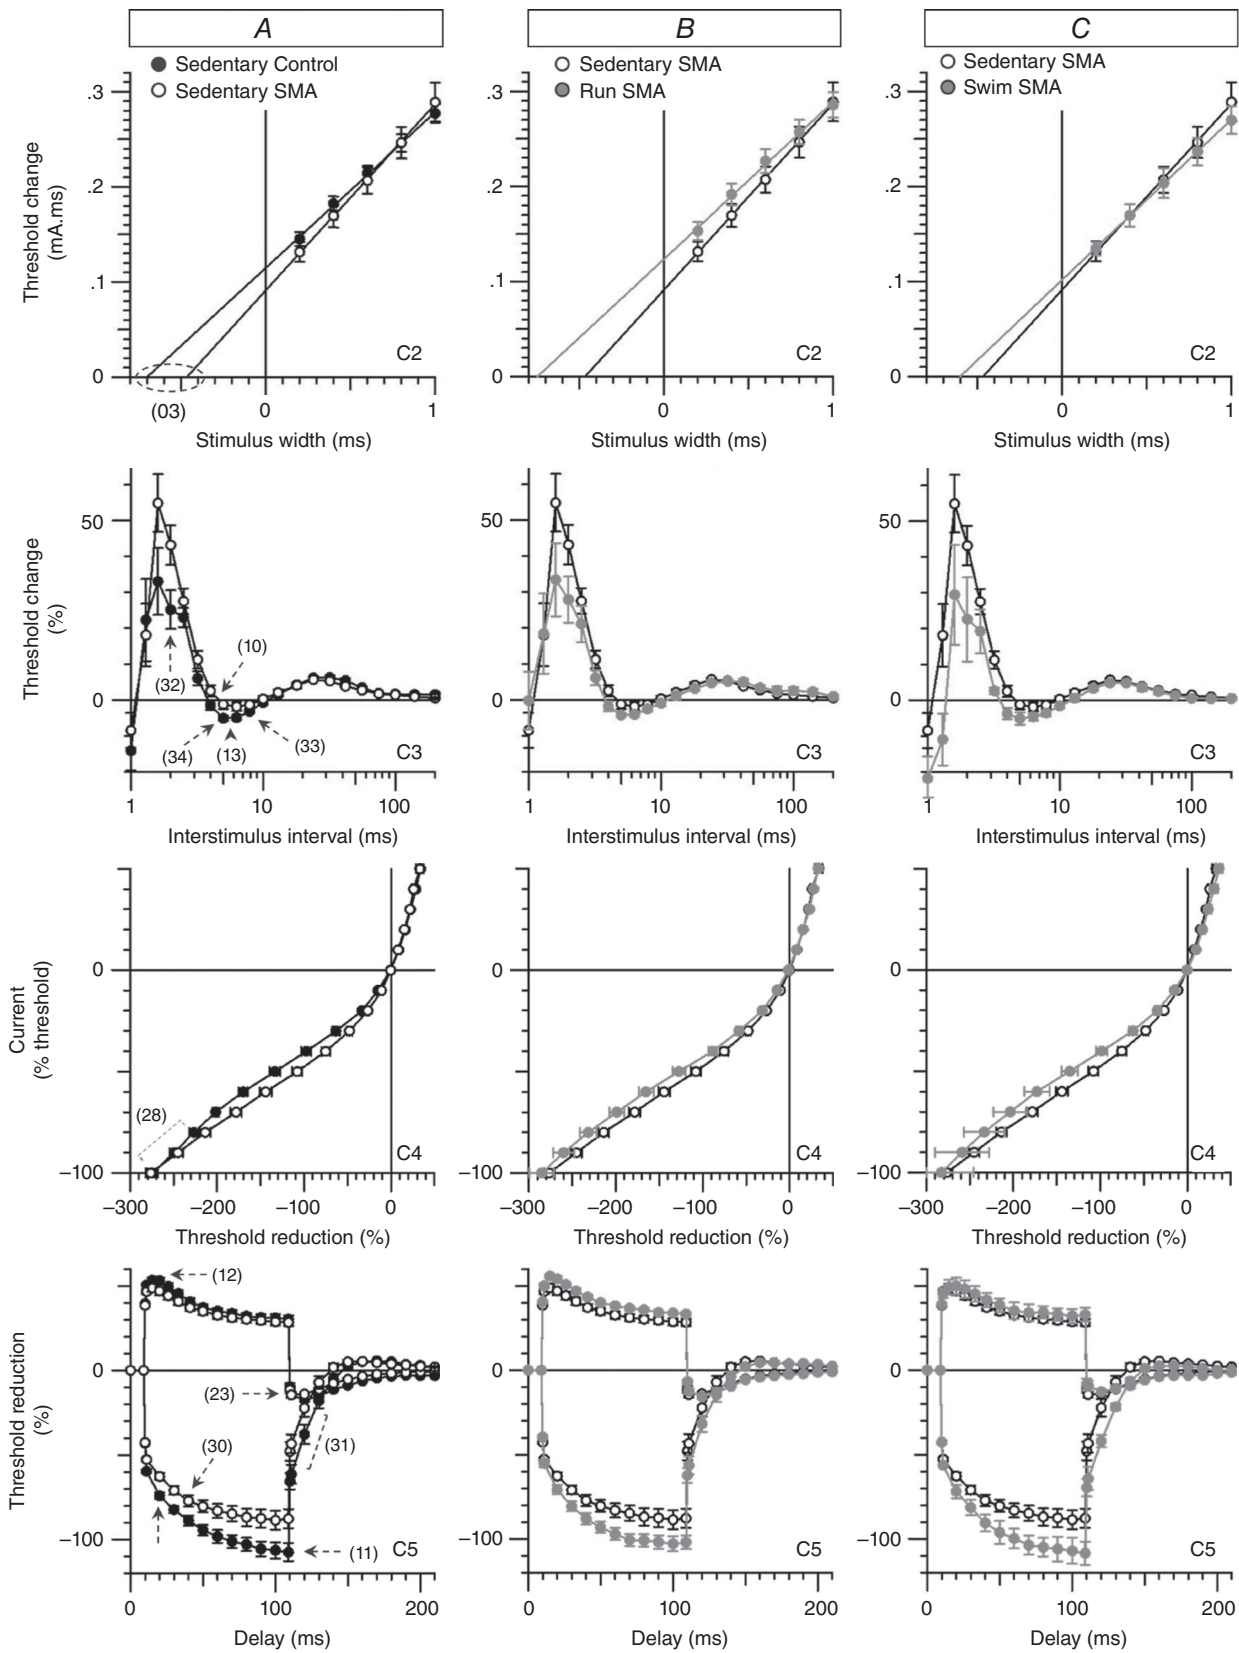 A
B
C
Sedentary Control
Sedentary SMA
Sedentary SMA
Run SMA
Sedentary SMA
Swim SMA
Threshold change
(mA.ms)
.3
.2
.1
0
(03)
C2
0
1
Stimulus width (ms)
.3
.2
.1
0
C2
0
1
Stimulus width (ms)
.3
.2
.1
0
C2
0
1
Stimulus width (ms)
Threshold change
(%)
50
0
(32)
(10)
(34)
(13)
(33)
C3
1
10
100
Interstimulus interval (ms)
50
0
C3
1
10
100
Interstimulus interval (ms)
50
0
C3
1
10
100
Interstimulus interval (ms)
Current
(% threshold)
0
–100
(28)
C4
–300
–200
–100
0
Threshold reduction (%)
0
–100
C4
–300
–200
–100
0
Threshold reduction (%)
0
–100
C4
–300
–200
–100
0
Threshold reduction (%)
Threshold reduction
(%)
0
–100
(12)
(23)
(30)
(31)
(11)
C5
0
100
200
Delay (ms)
0
–100
C5
0
100
200
Delay (ms)
0
–100
C5
0
100
200
Delay (ms)